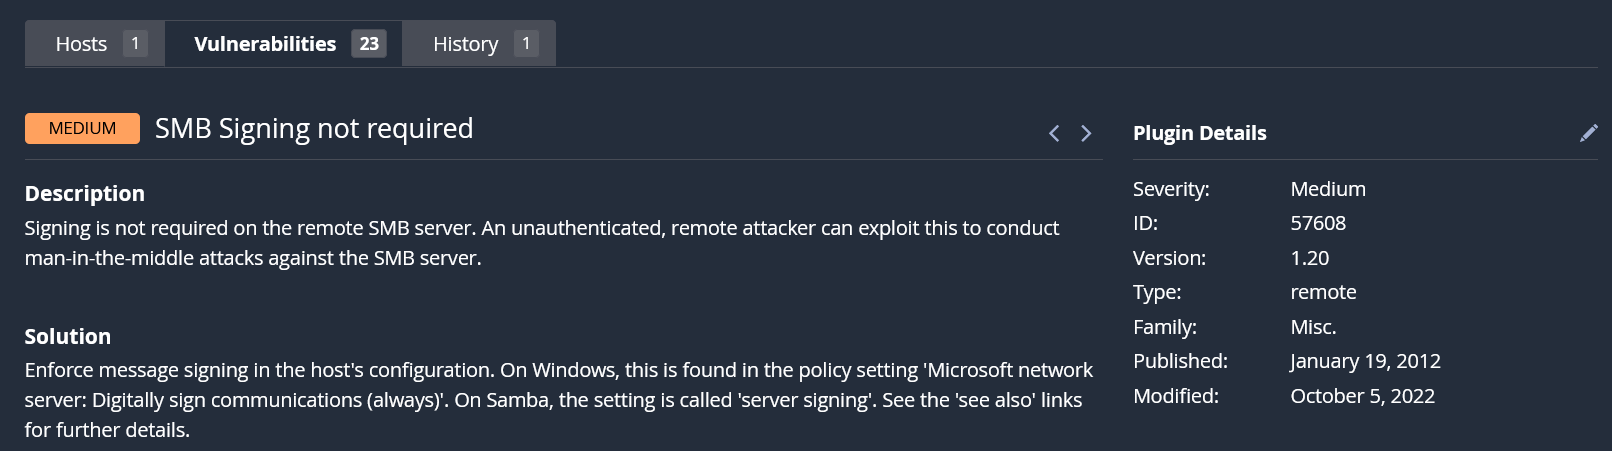 Hosts 1 Vulnerabilities 23 History 1
MEDIUM SMB Signing not required
Description
Signing is not required on the remote SMB server. An unauthenticated, remote attacker can exploit this to conduct
man-in-the-middle attacks against the SMB server.
Solution
Enforce message signing in the host's configuration. On Windows, this is found in the policy setting 'Microsoft network
server: Digitally sign communications (always)'. On Samba, the setting is called 'server signing'. See the 'see also' links
for further details.
Plugin Details
Severity: Medium
ID: 57608
Version: 1.20
Type: remote
Family: Misc.
Published: January 19, 2012
Modified: October 5, 2022